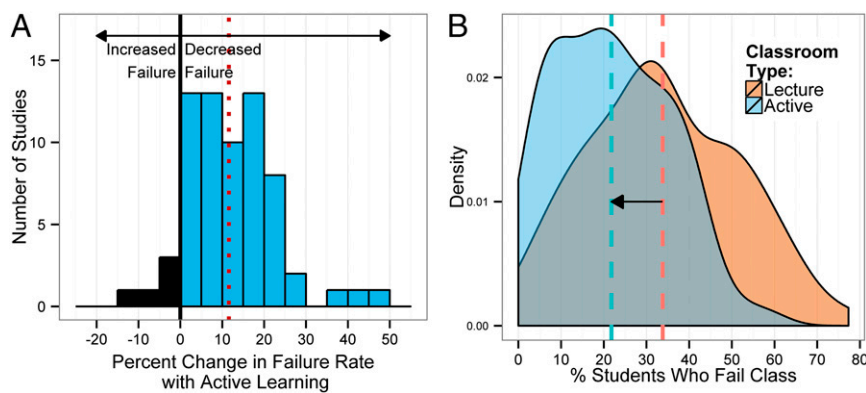 A
Increased Decreased
Failure Failure
Number of Studies
15
10
5
0
-20 -10 0 10 20 30 40 50
Percent Change in Failure Rate
with Active Learning
B
Classroom
Type:
Lecture
Active
Density
0.02
0.01
0.00
0 10 20 30 40 50 60 70 80
% Students Who Fail Class